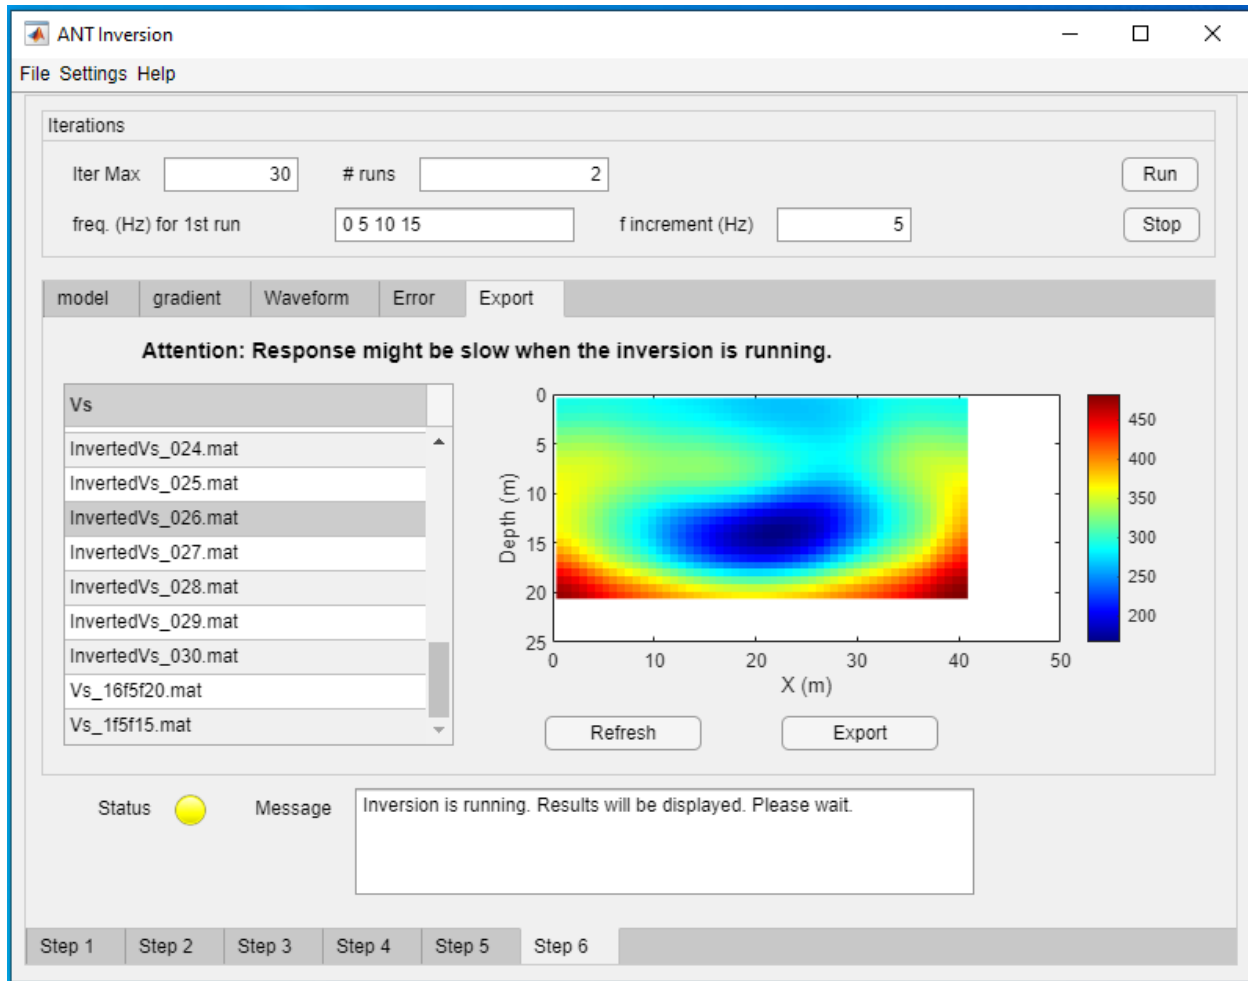 ANT Inversion
File Settings Help
Iterations
Iter Max 30 # runs 2 Run
freq. (Hz) for 1st run 0 5 10 15 f increment (Hz) 5 Stop
model gradient Waveform Error Export
Attention: Response might be slow when the inversion is running.
Vs
InvertedVs_024.mat
InvertedVs_025.mat
InvertedVs_026.mat
InvertedVs_027.mat
InvertedVs_028.mat
InvertedVs_029.mat
InvertedVs_030.mat
Vs_16f5f20.mat
Vs_1f5f15.mat
Depth (m)
0
5
10
15
20
25
0 10 20 30 40 50
X (m)
450
400
350
300
250
200
Refresh Export
Status Message Inversion is running. Results will be displayed. Please wait.
Step 1 Step 2 Step 3 Step 4 Step 5 Step 6